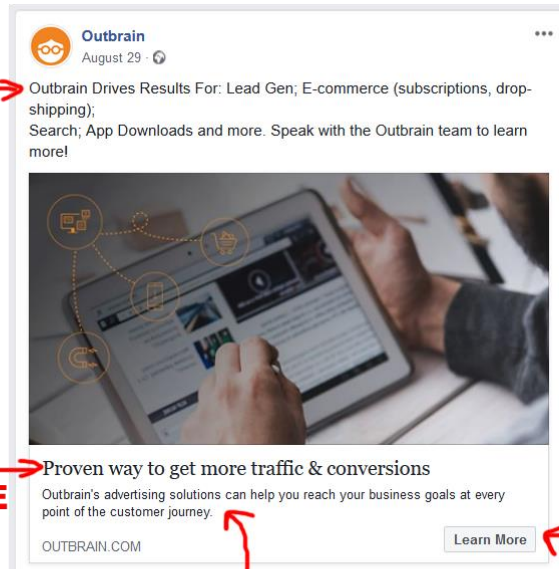 Outbrain
August 29
Outbrain Drives Results For: Lead Gen; E-commerce (subscriptions, drop-
shipping);
Search; App Downloads and more. Speak with the Outbrain team to learn
more!
Proven way to get more traffic & conversions
E
Outbrain's advertising solutions can help you reach your business goals at every
point of the customer journey.
OUTBRAIN.COM
Learn More